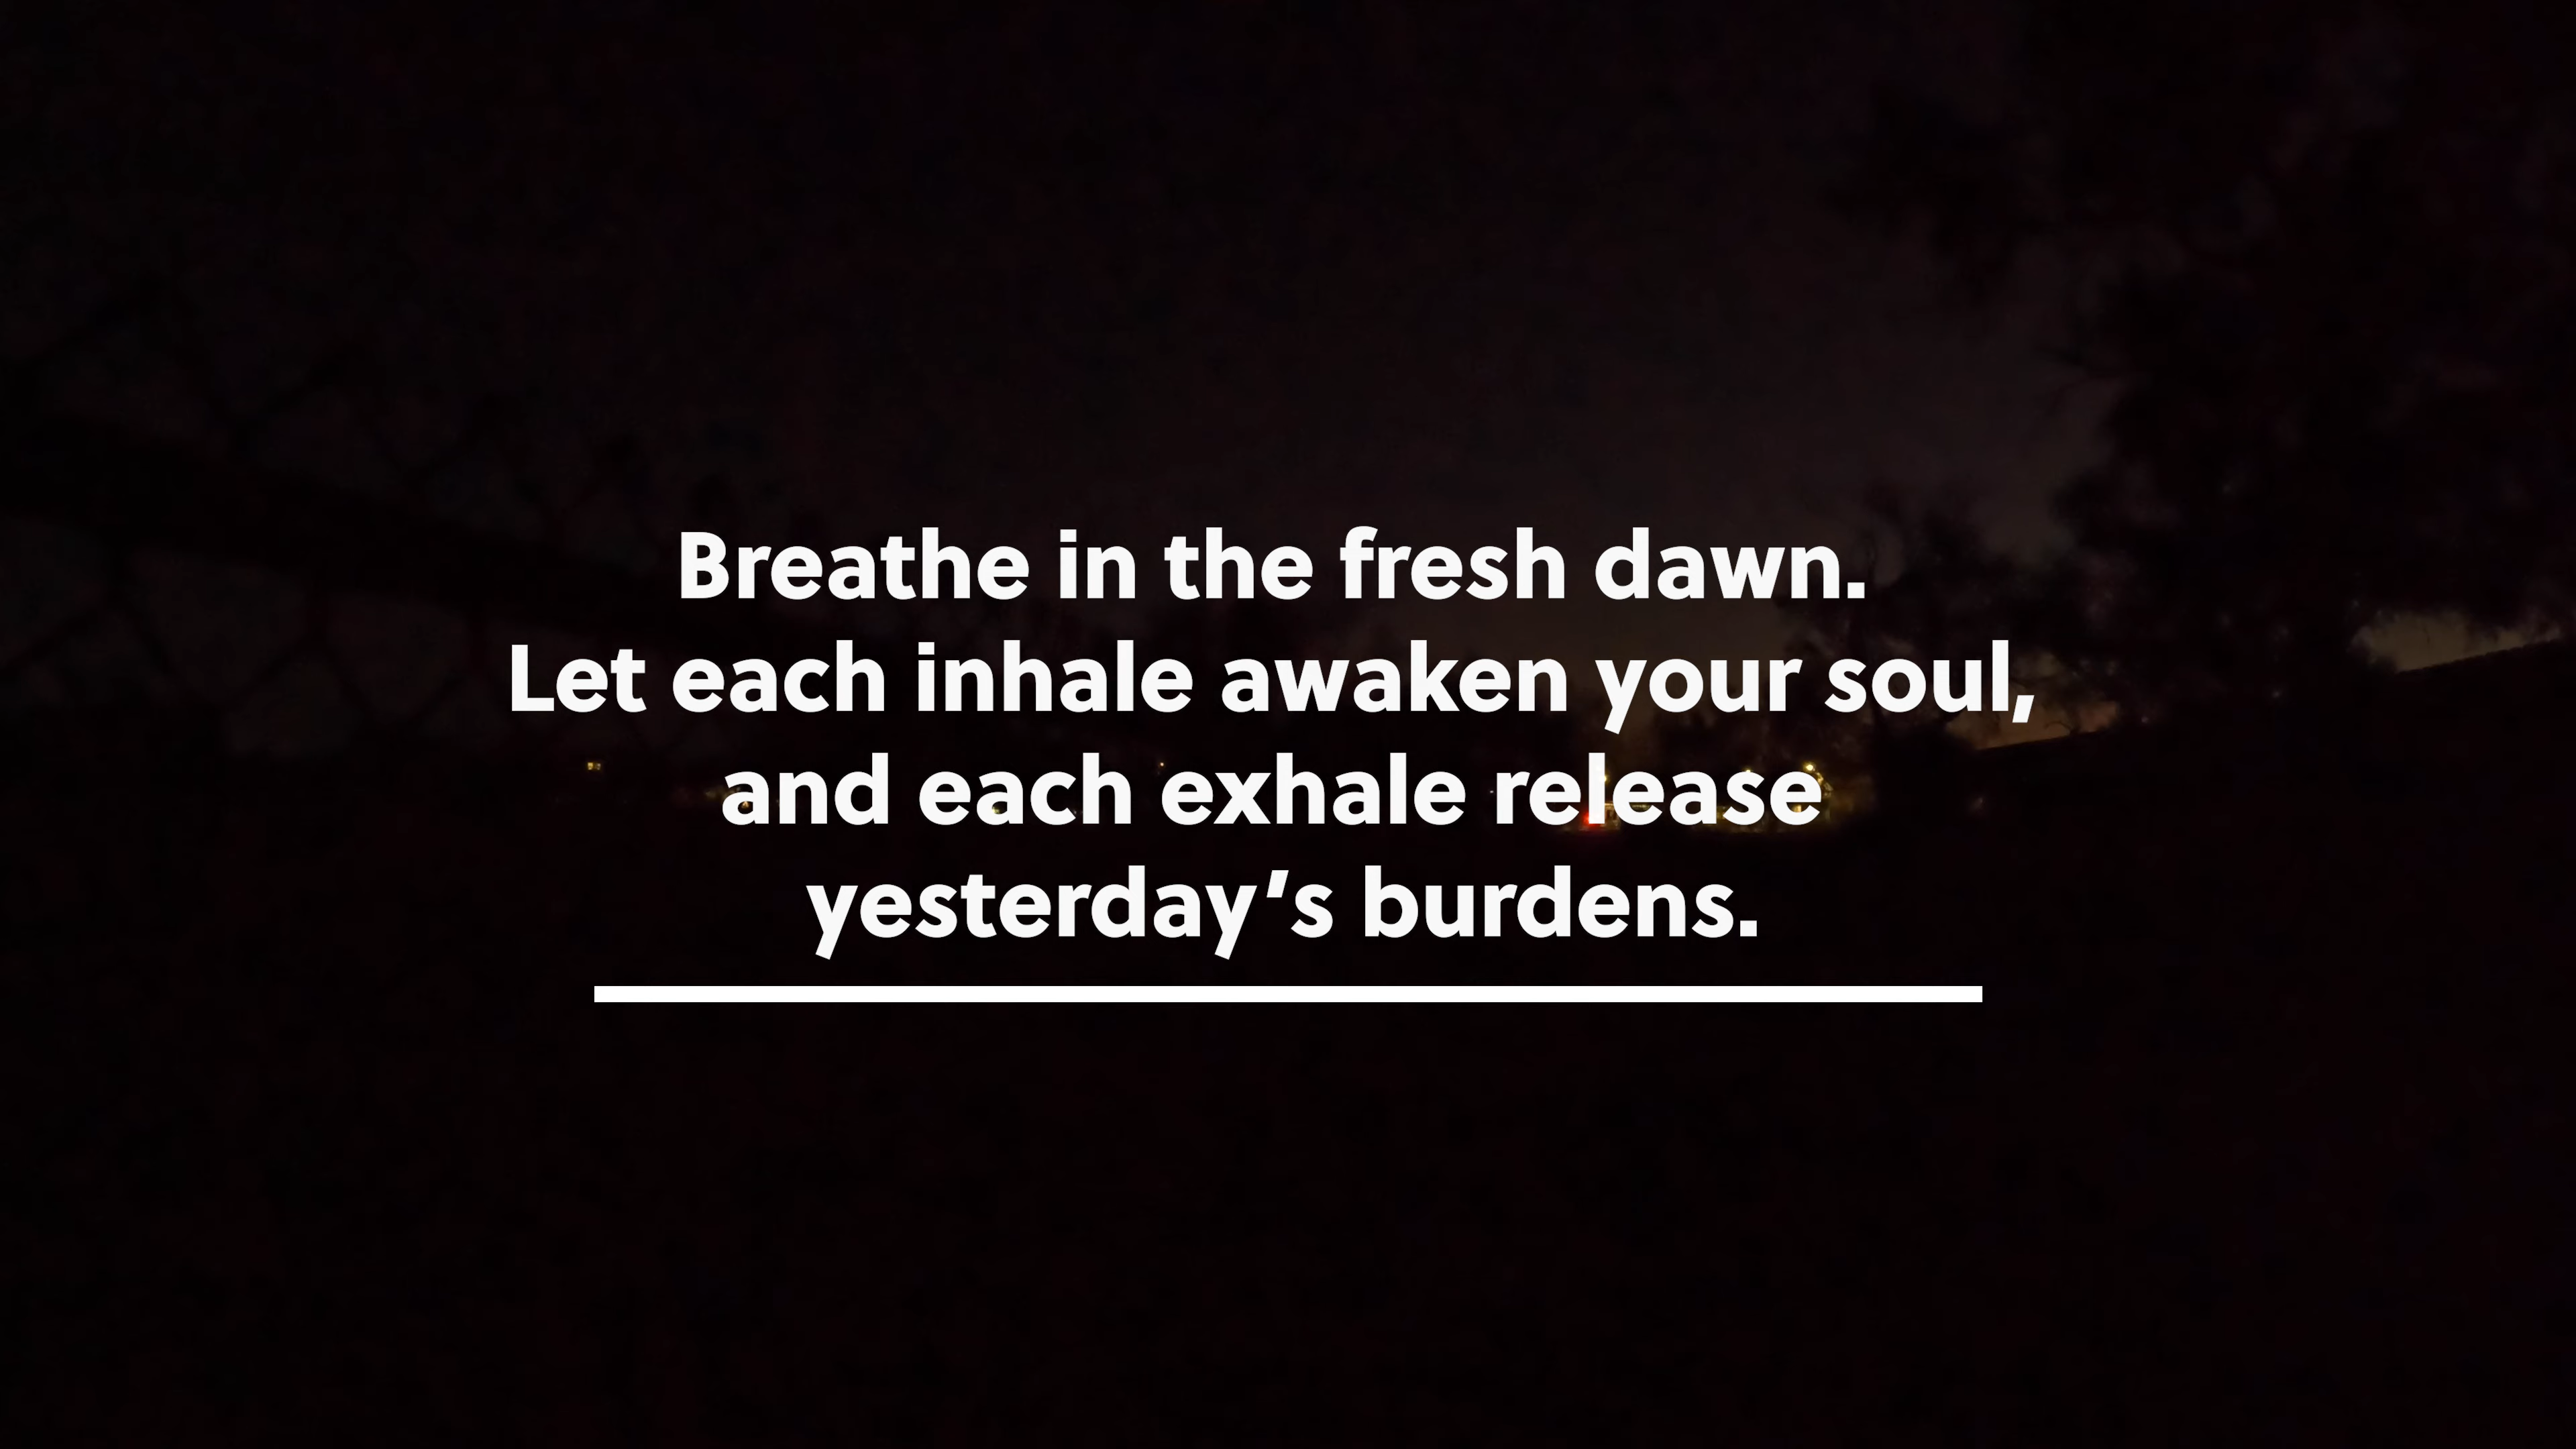 Breathe in the fresh dawn.
Let each inhale awaken your soul,
and each exhale release
yesterday’s burdens.